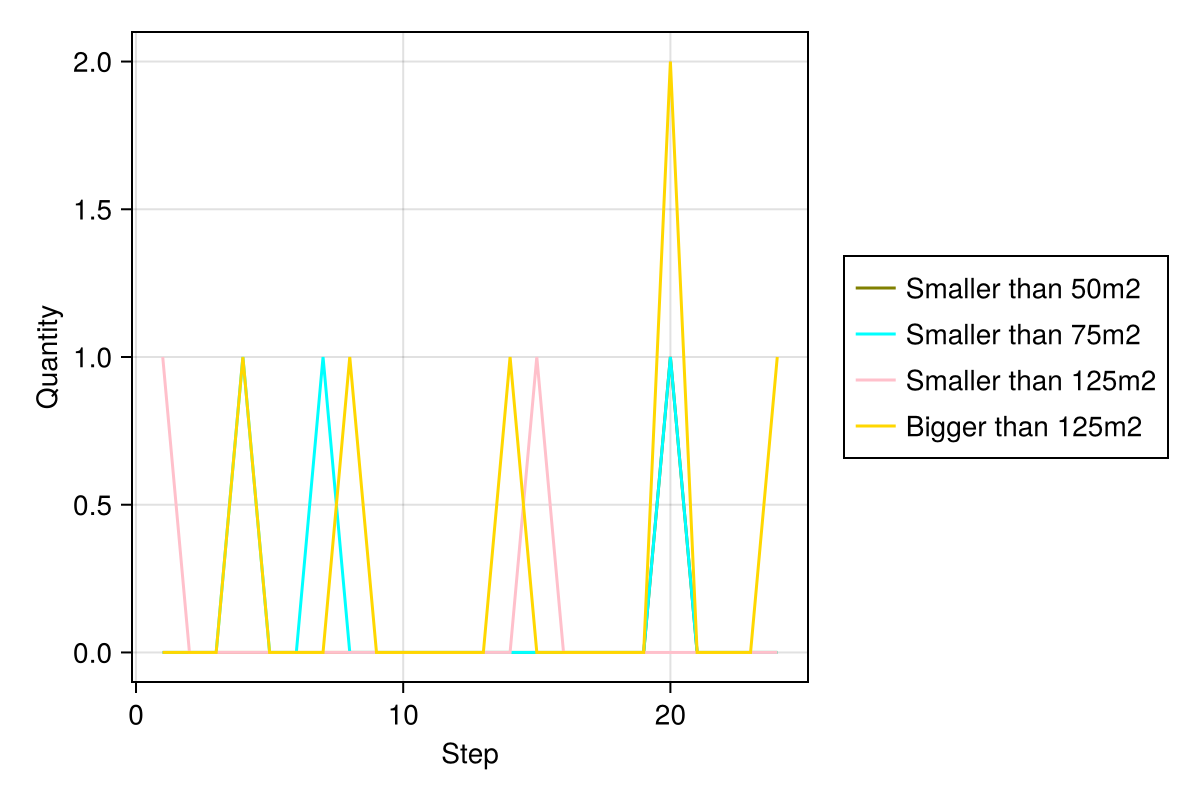 2.0
1.5
1.0
0.5
0.0
0 10 20
Quantity
Step
Smaller than 50m2
Smaller than 75m2
Smaller than 125m2
Bigger than 125m2